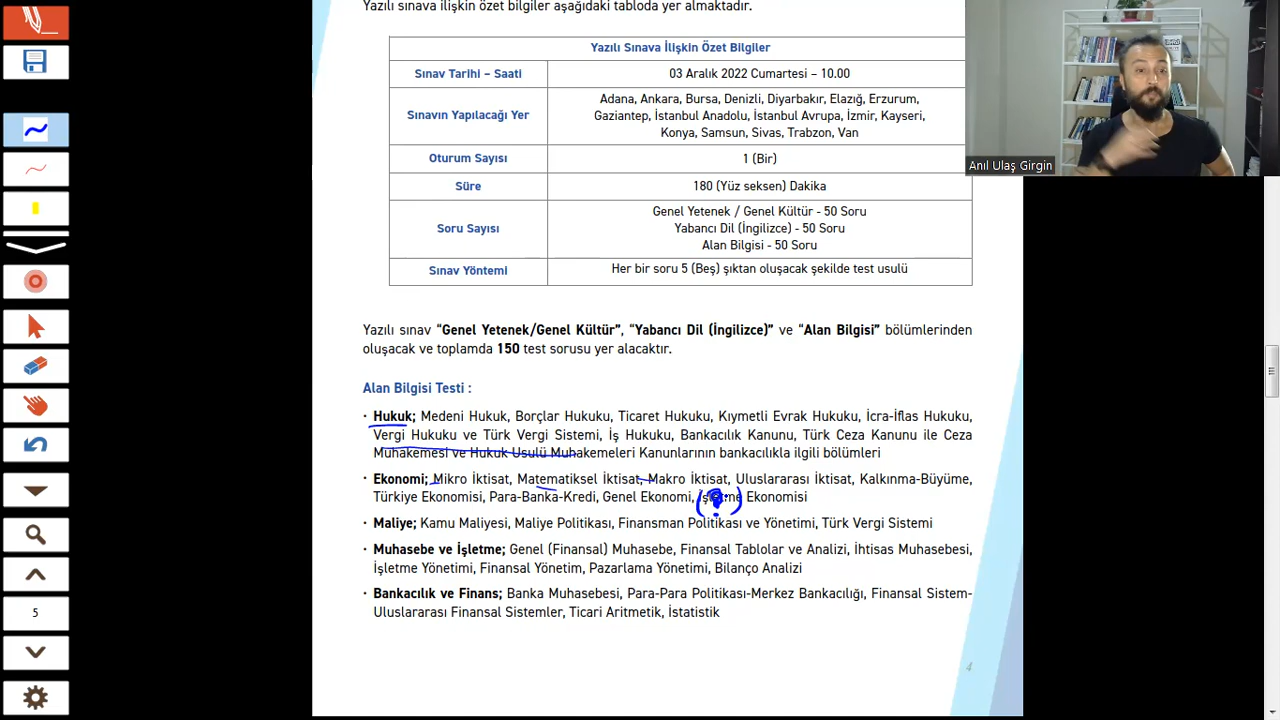 Yazılı sınava ilişkin özet bilgiler aşağıdaki tabloda yer almaktadır.
Yazılı Sınava İlişkin Özet Bilgiler
Sınav Tarihi – Saati
03 Aralık 2022 Cumartesi – 10.00
Sınavın Yapılacağı Yer
Adana, Ankara, Bursa, Denizli, Diyarbakır, Elazığ, Erzurum,
Gaziantep, İstanbul Anadolu, İstanbul Avrupa, İzmir, Kayseri,
Konya, Samsun, Sivas, Trabzon, Van
Oturum Sayısı
1 (Bir)
Süre
180 (Yüz seksen) Dakika
Soru Sayısı
Genel Yetenek / Genel Kültür - 50 Soru
Yabancı Dil (İngilizce) - 50 Soru
Alan Bilgisi - 50 Soru
Sınav Yöntemi
Her bir soru 5 (Beş) şıktan oluşacak şekilde test usulü
Anıl Ulaş Girgin
Yazılı sınav “Genel Yetenek/Genel Kültür”, “Yabancı Dil (İngilizce)” ve “Alan Bilgisi” bölümlerinden
oluşacak ve toplamda 150 test sorusu yer alacaktır.
Alan Bilgisi Testi :
• Hukuk; Medeni Hukuk, Borçlar Hukuku, Ticaret Hukuku, Kıymetli Evrak Hukuku, İcra-İflas Hukuku,
Vergi Hukuku ve Türk Vergi Sistemi, İş Hukuku, Bankacılık Kanunu, Türk Ceza Kanunu ile Ceza
Muhakemesi ve Hukuk Usulü Muhakemeleri Kanunlarının bankacılıkla ilgili bölümleri
• Ekonomi; Mikro İktisat, Matematiksel İktisat, Makro İktisat, Uluslararası İktisat, Kalkınma-Büyüme,
Türkiye Ekonomisi, Para-Banka-Kredi, Genel Ekonomi, İşletme Ekonomisi
(?)
• Maliye; Kamu Maliyesi, Maliye Politikası, Finansman Politikası ve Yönetimi, Türk Vergi Sistemi
• Muhasebe ve İşletme; Genel (Finansal) Muhasebe, Finansal Tablolar ve Analizi, İhtisas Muhasebesi,
İşletme Yönetimi, Finansal Yönetim, Pazarlama Yönetimi, Bilanço Analizi
• Bankacılık ve Finans; Banka Muhasebesi, Para-Para Politikası-Merkez Bankacılığı, Finansal Sistem-
Uluslararası Finansal Sistemler, Ticari Aritmetik, İstatistik
4
5